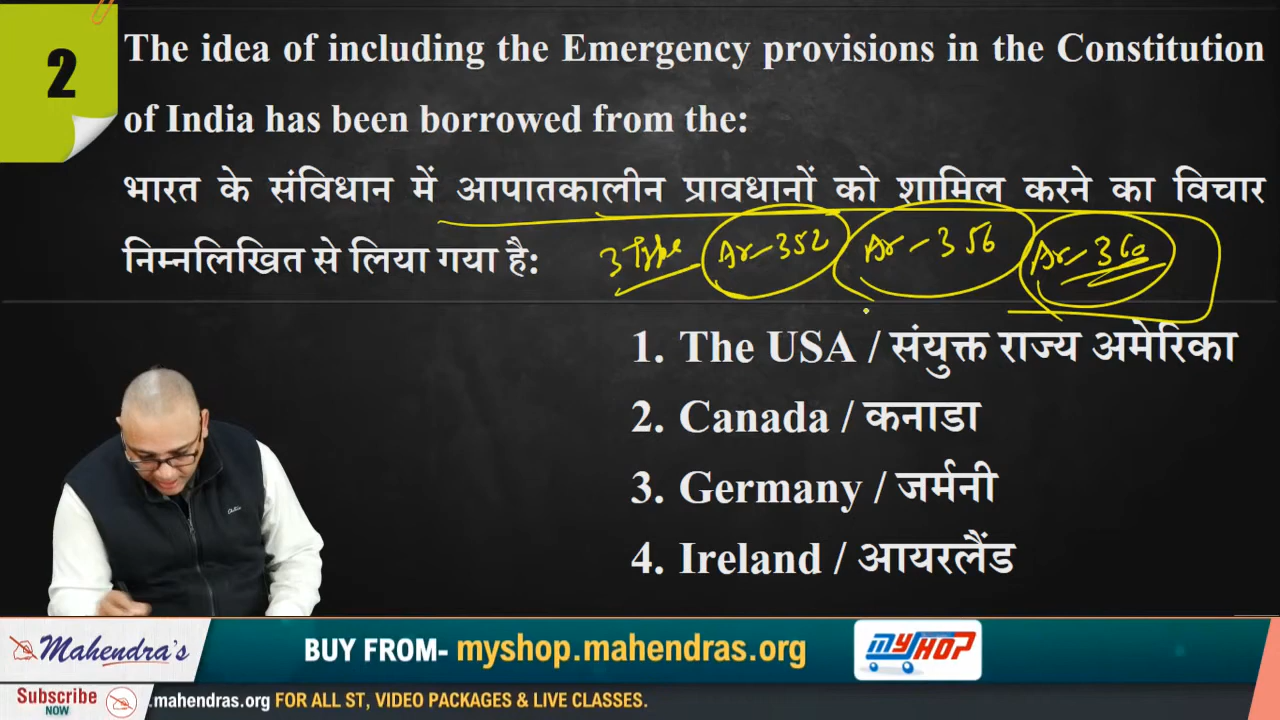 2
The idea of including the Emergency provisions in the Constitution
of India has been borrowed from the:
भारत के संविधान में आपातकालीन प्रावधानों को शामिल करने का विचार
निम्नलिखित से लिया गया है:
3 Type Ar-352 Ar-356 Ar-360
1. The USA / संयुक्त राज्य अमेरिका
2. Canada / कनाडा
3. Germany / जर्मनी
4. Ireland / आयरलैंड
Mahendra's
BUY FROM- myshop.mahendras.org
MYSHOP
Subscribe
NOW
.mahendras.org FOR ALL ST, VIDEO PACKAGES & LIVE CLASSES.